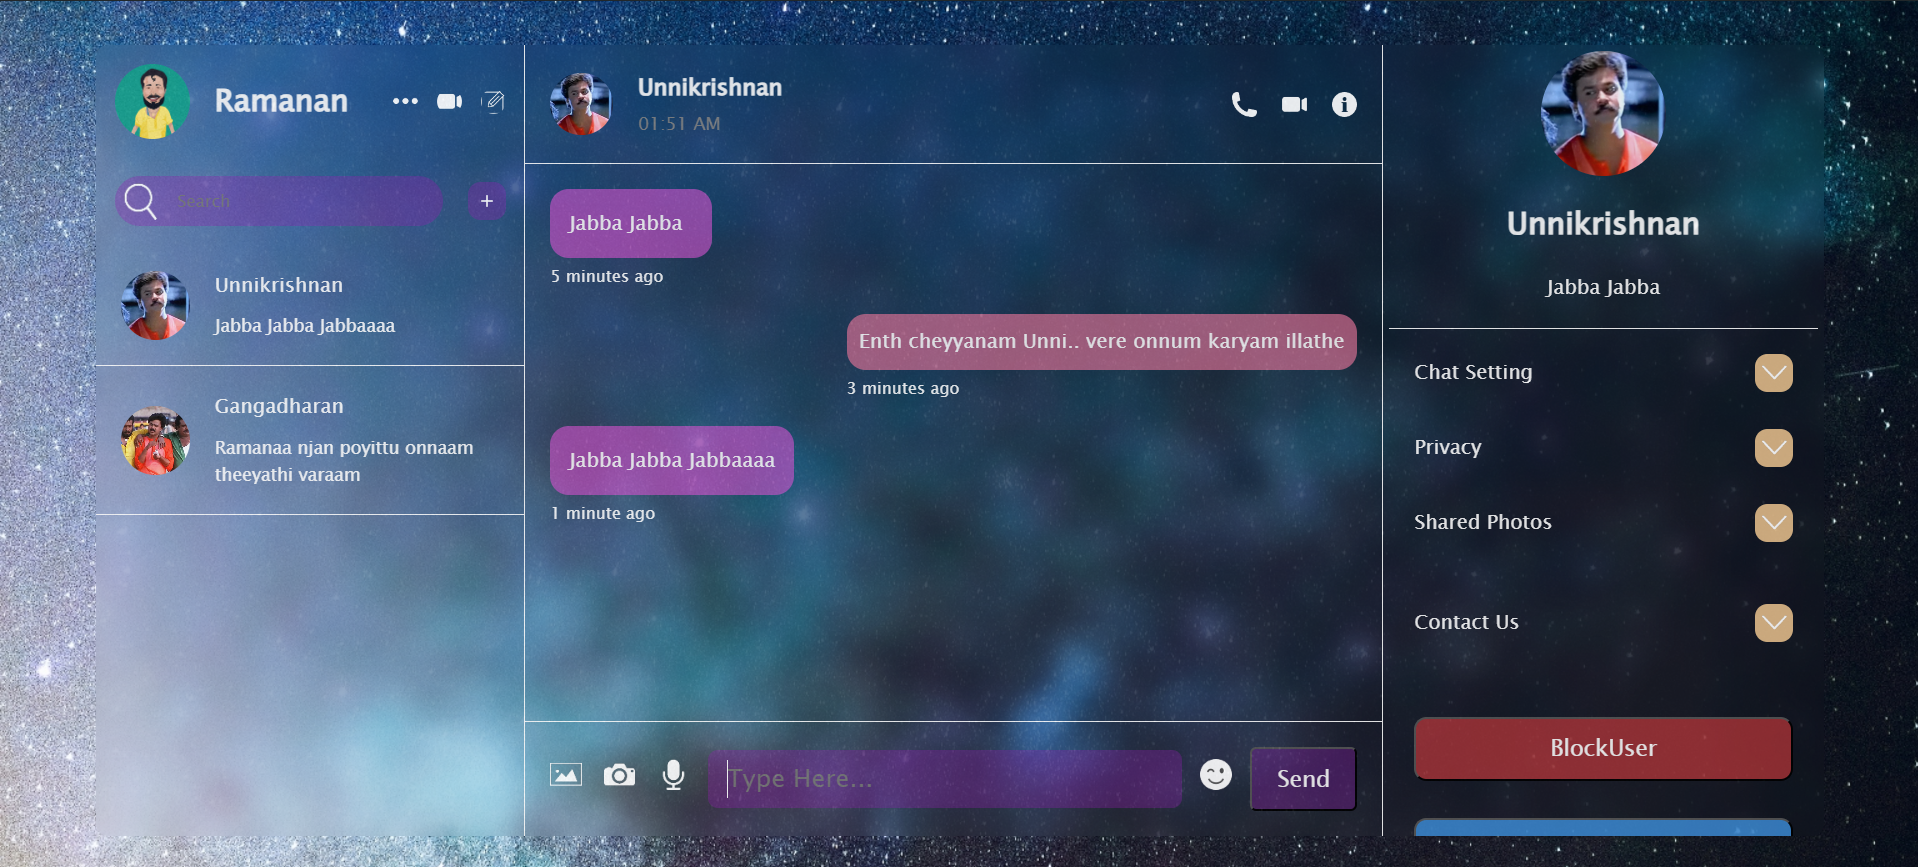 Ramanan
Search
+
Unnikrishnan
Jabba Jabba Jabbaaaa
Gangadharan
Ramanaa njan poyittu onnaam
theeyathi varaam
Unnikrishnan
01:51 AM
Jabba Jabba
5 minutes ago
Enth cheyyanam Unni.. vere onnum karyam illathe
3 minutes ago
Jabba Jabba Jabbaaaa
1 minute ago
Type Here...
Send
Unnikrishnan
Jabba Jabba
Chat Setting
Privacy
Shared Photos
Contact Us
BlockUser